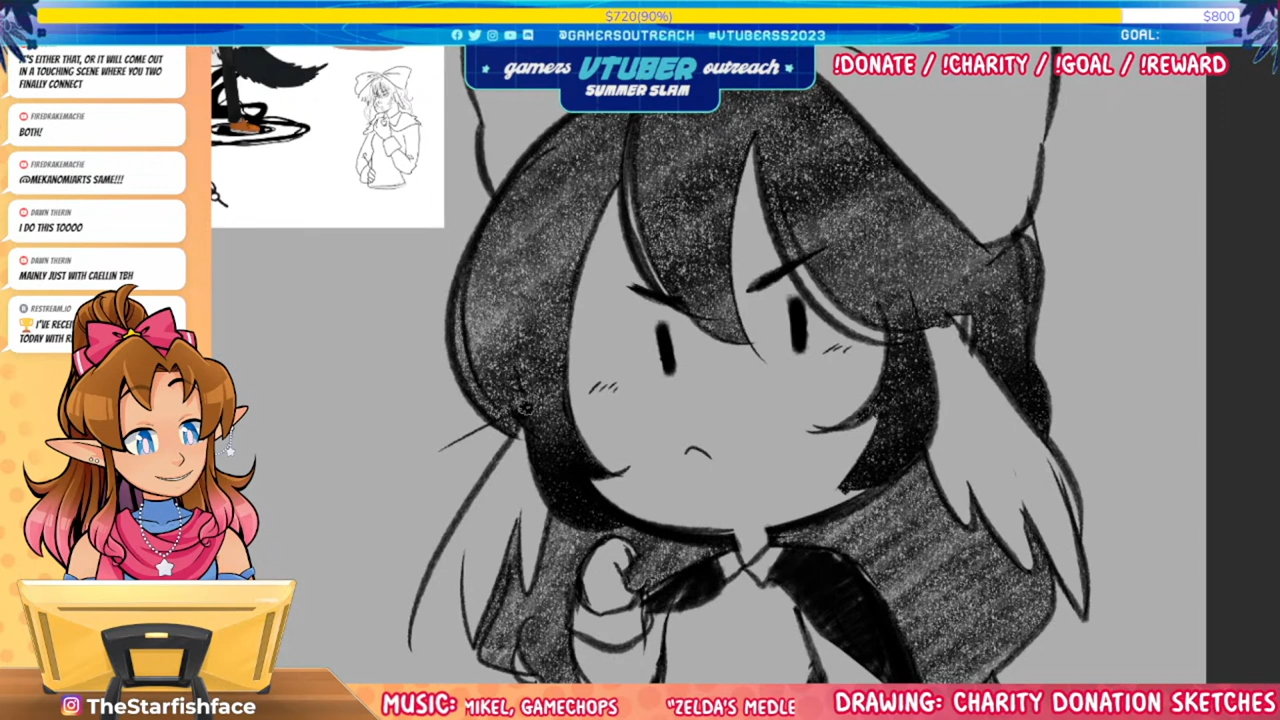 $720(90%)
$800
@GAMERSOUTREACH
#VTUBERSS2023
GOAL:
gamers VTUBER outreach
SUMMER SLAM
!DONATE / !CHARITY / !GOAL / !REWARD
IT'S EITHER THAT, OR IT WILL COME OUT
IN A TOUCHING SCENE WHERE YOU TWO
FINALLY CONNECT
FIREDRAKEMACFIE
BOTH!
FIREDRAKEMACFIE
@MEKANOMIARTS SAME!!!
DAWN THERIN
I DO THIS TOOOO
DAWN THERIN
MAINLY JUST WITH CAELLIN TBH
RESTREAM.IO
I'VE RECE
TODAY WITH R
TheStarfishface
MUSIC: MIKEL, GAMECHOPS "ZELDA'S MEDLE
DRAWING: CHARITY DONATION SKETCHES